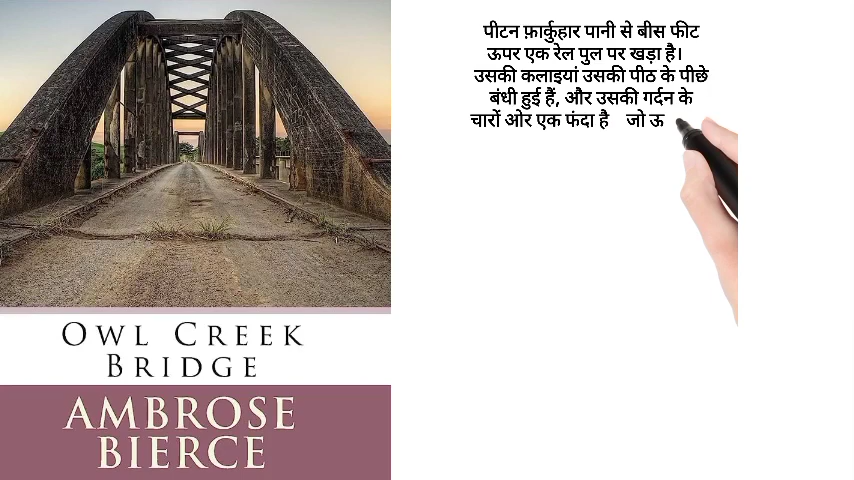 OWL CREEK
BRIDGE
AMBROSE
BIERCE
पीटन फ़ार्कुहार पानी से बीस फीट
ऊपर एक रेल पुल पर खड़ा है।
उसकी कलाइयां उसकी पीठ के पीछे
बंधी हुई हैं, और उसकी गर्दन के
चारों ओर एक फंदा है जो ऊ